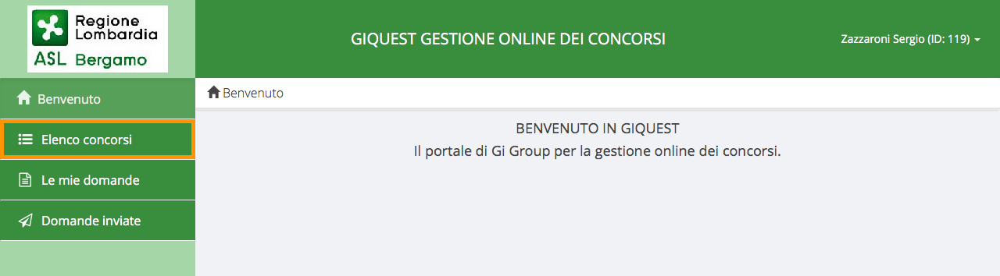 Regione
Lombardia
ASL Bergamo
GIQUEST GESTIONE ONLINE DEI CONCORSI
Zazzaroni Sergio (ID: 119)
Benvenuto
Elenco concorsi
Le mie domande
Domande inviate
Benvenuto
BENVENUTO IN GIQUEST
Il portale di Gi Group per la gestione online dei concorsi.